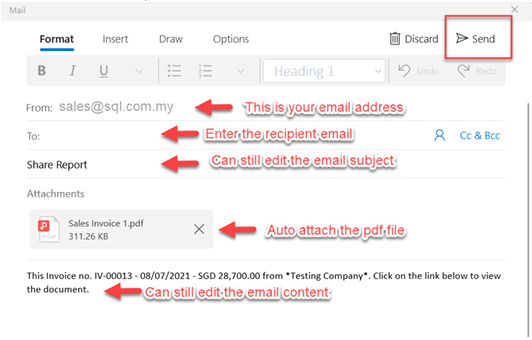 Mail
Format Insert Draw Options Discard Send
B I U Heading 1 Undo Redo
From: sales@sql.com.my This is your email address
To: Enter the recipient email Cc & Bcc
Share Report Can still edit the email subject
Attachments
Sales Invoice 1.pdf
311.26 KB
Auto attach the pdf file
This Invoice no. IV-00013 - 08/07/2021 - SGD 28,700.00 from *Testing Company*. Click on the link below to view
the document. Can still edit the email content